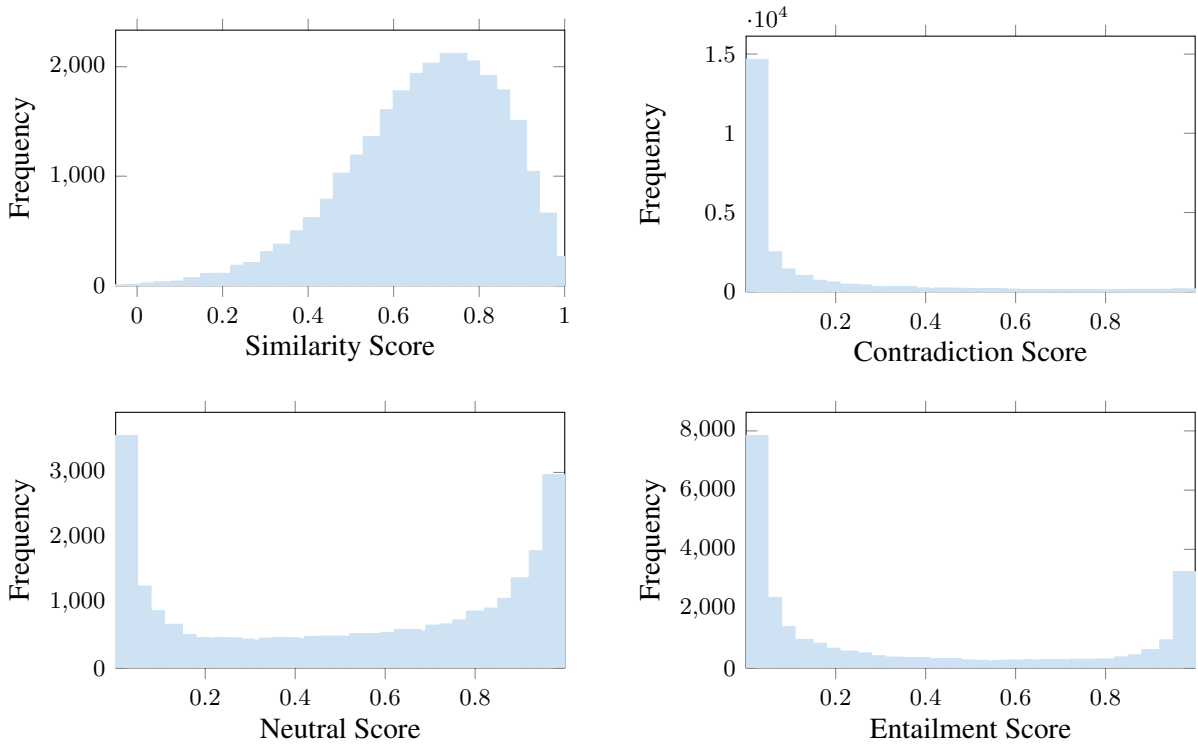 2,000
1,000
0
Frequency
0 0.2 0.4 0.6 0.8 1
Similarity Score
·10⁴
1.5
1
0.5
0
Frequency
0.2 0.4 0.6 0.8
Contradiction Score
3,000
2,000
1,000
0
Frequency
0.2 0.4 0.6 0.8
Neutral Score
8,000
6,000
4,000
2,000
0
Frequency
0.2 0.4 0.6 0.8
Entailment Score